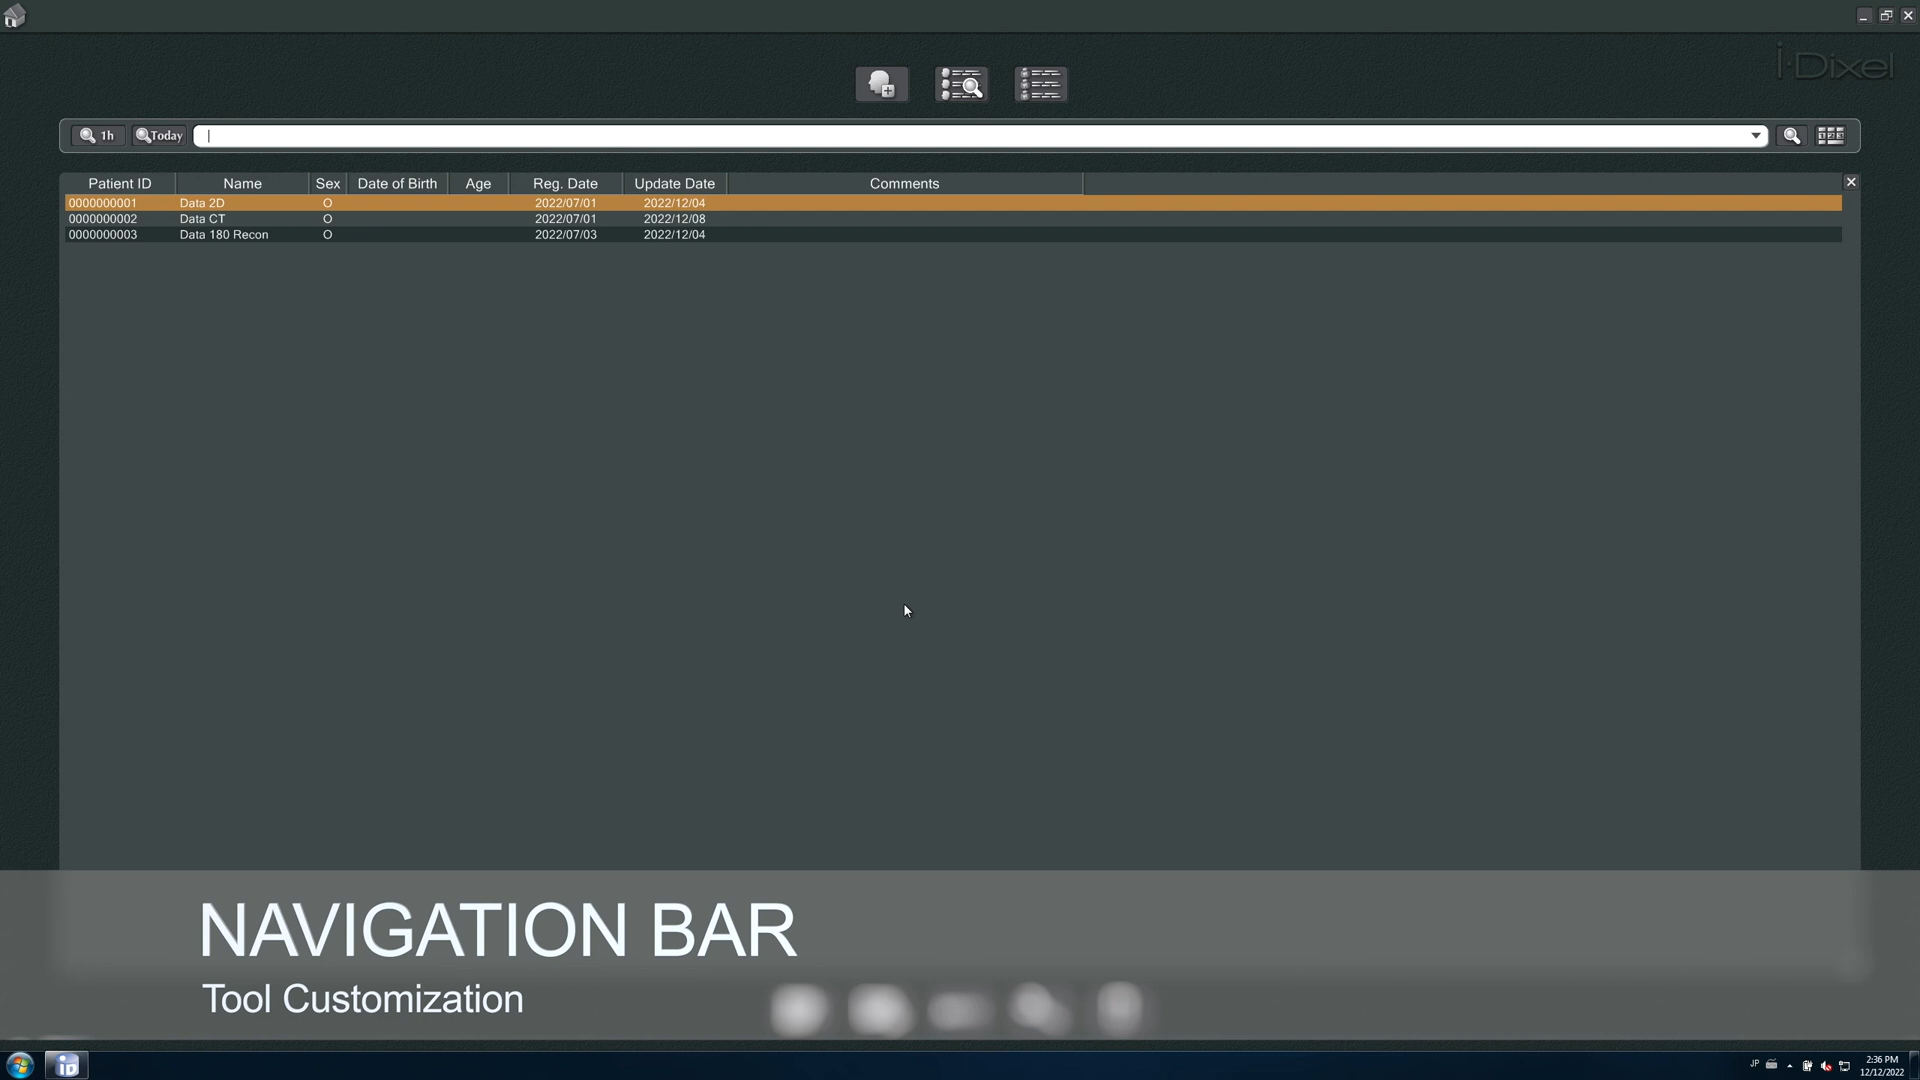 i-Dixel
1h
Today
Patient ID Name Sex Date of Birth Age Reg. Date Update Date Comments
0000000001 Data 2D O 2022/07/01 2022/12/04
0000000002 Data CT O 2022/07/01 2022/12/08
0000000003 Data 180 Recon O 2022/07/03 2022/12/04
NAVIGATION BAR
Tool Customization
iD
JP
2:36 PM
12/12/2022